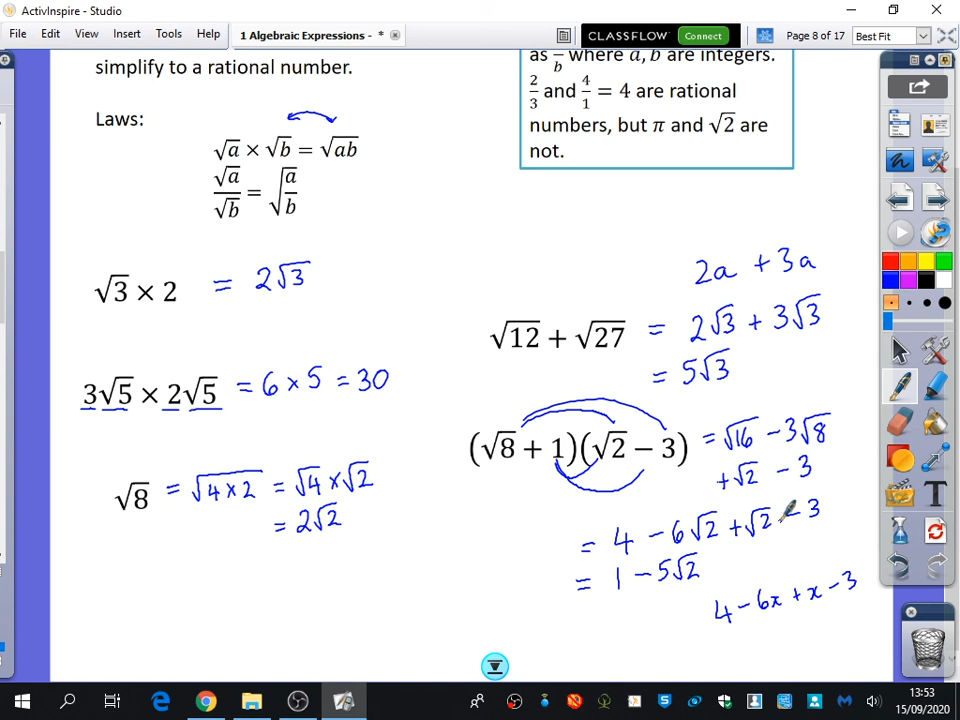 ActivInspire - Studio
File Edit View Insert Tools Help
1 Algebraic Expressions - *
CLASSFLOW Connect
Page 8 of 17
Best Fit
simplify to a rational number.
Laws:
√a × √b = √ab
√a/√b = √(a/b)
as —/b where a, b are integers.
2/3 and 4/1 = 4 are rational
numbers, but π and √2 are
not.
√3 × 2 = 2√3
3√5 × 2√5 = 6 × 5 = 30
√8 = √4×2 = √4 × √2
= 2√2
2a + 3a
√12 + √27 = 2√3 + 3√3
= 5√3
(√8 + 1)(√2 − 3) = √16 − 3√8
+√2 − 3
= 4 − 6√2 + √2 − 3
= 1 − 5√2
4 − 6x + x − 3
T
13:53
15/09/2020